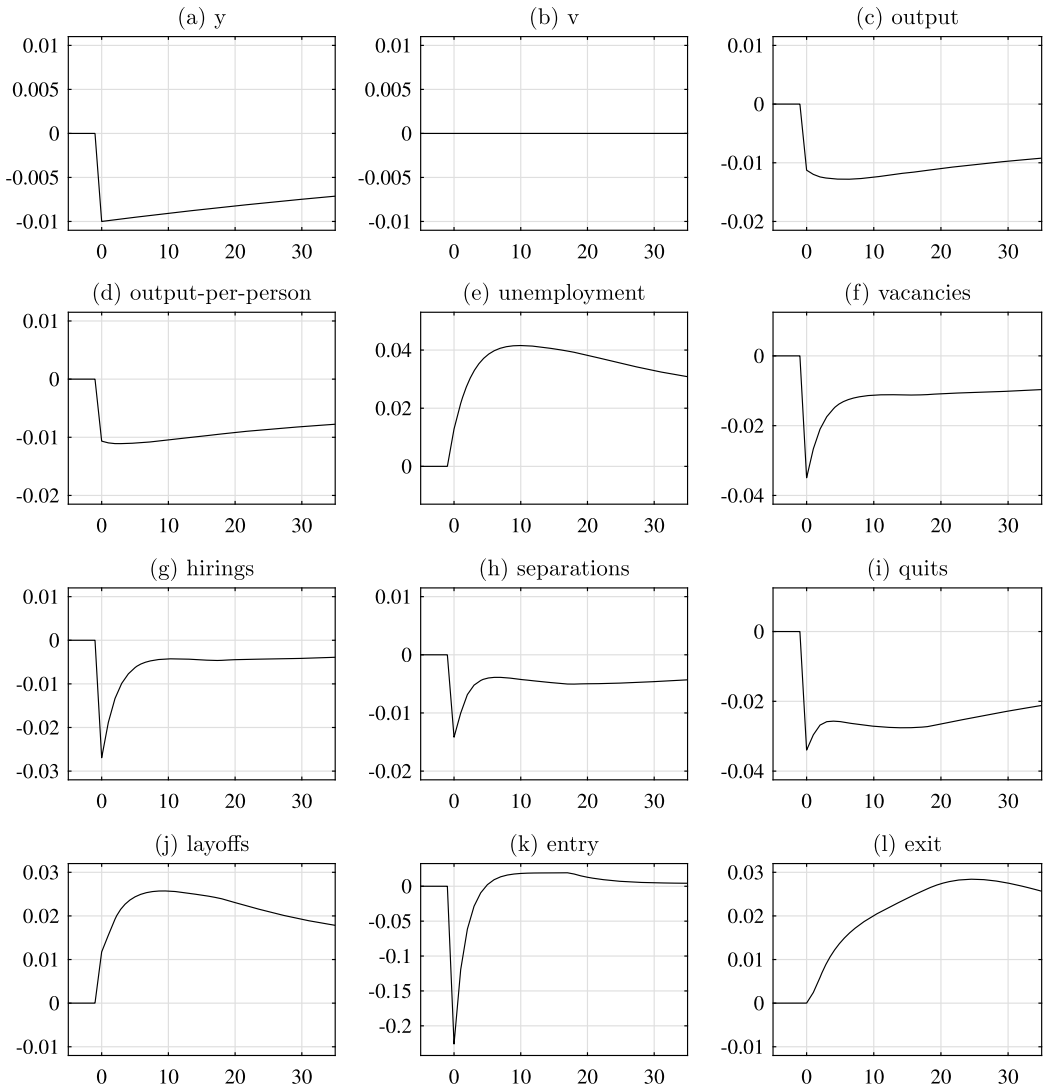 (a) y
(b) v
(c) output
0.01
0.005
0
-0.005
-0.01
0 10 20 30
0.01
0.005
0
-0.005
-0.01
0 10 20 30
0.01
0
-0.01
-0.02
0 10 20 30
(d) output-per-person
(e) unemployment
(f) vacancies
0.01
0
-0.01
-0.02
0 10 20 30
0.04
0.02
0
0 10 20 30
0
-0.02
-0.04
0 10 20 30
(g) hirings
(h) separations
(i) quits
0.01
0
-0.01
-0.02
-0.03
0 10 20 30
0.01
0
-0.01
-0.02
0 10 20 30
0
-0.02
-0.04
0 10 20 30
(j) layoffs
(k) entry
(l) exit
0.03
0.02
0.01
0
-0.01
0 10 20 30
0
-0.05
-0.1
-0.15
-0.2
0 10 20 30
0.03
0.02
0.01
0
-0.01
0 10 20 30